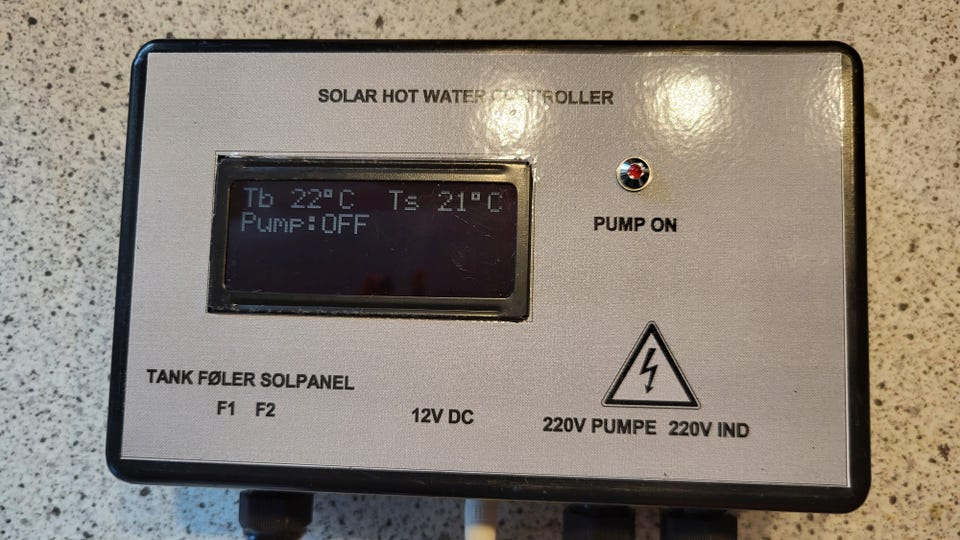 SOLAR HOT WATER CONTROLLER
Tb 22°C Ts 21°C
Pump:OFF
PUMP ON
TANK FØLER SOLPANEL
F1 F2
12V DC
220V PUMPE 220V IND